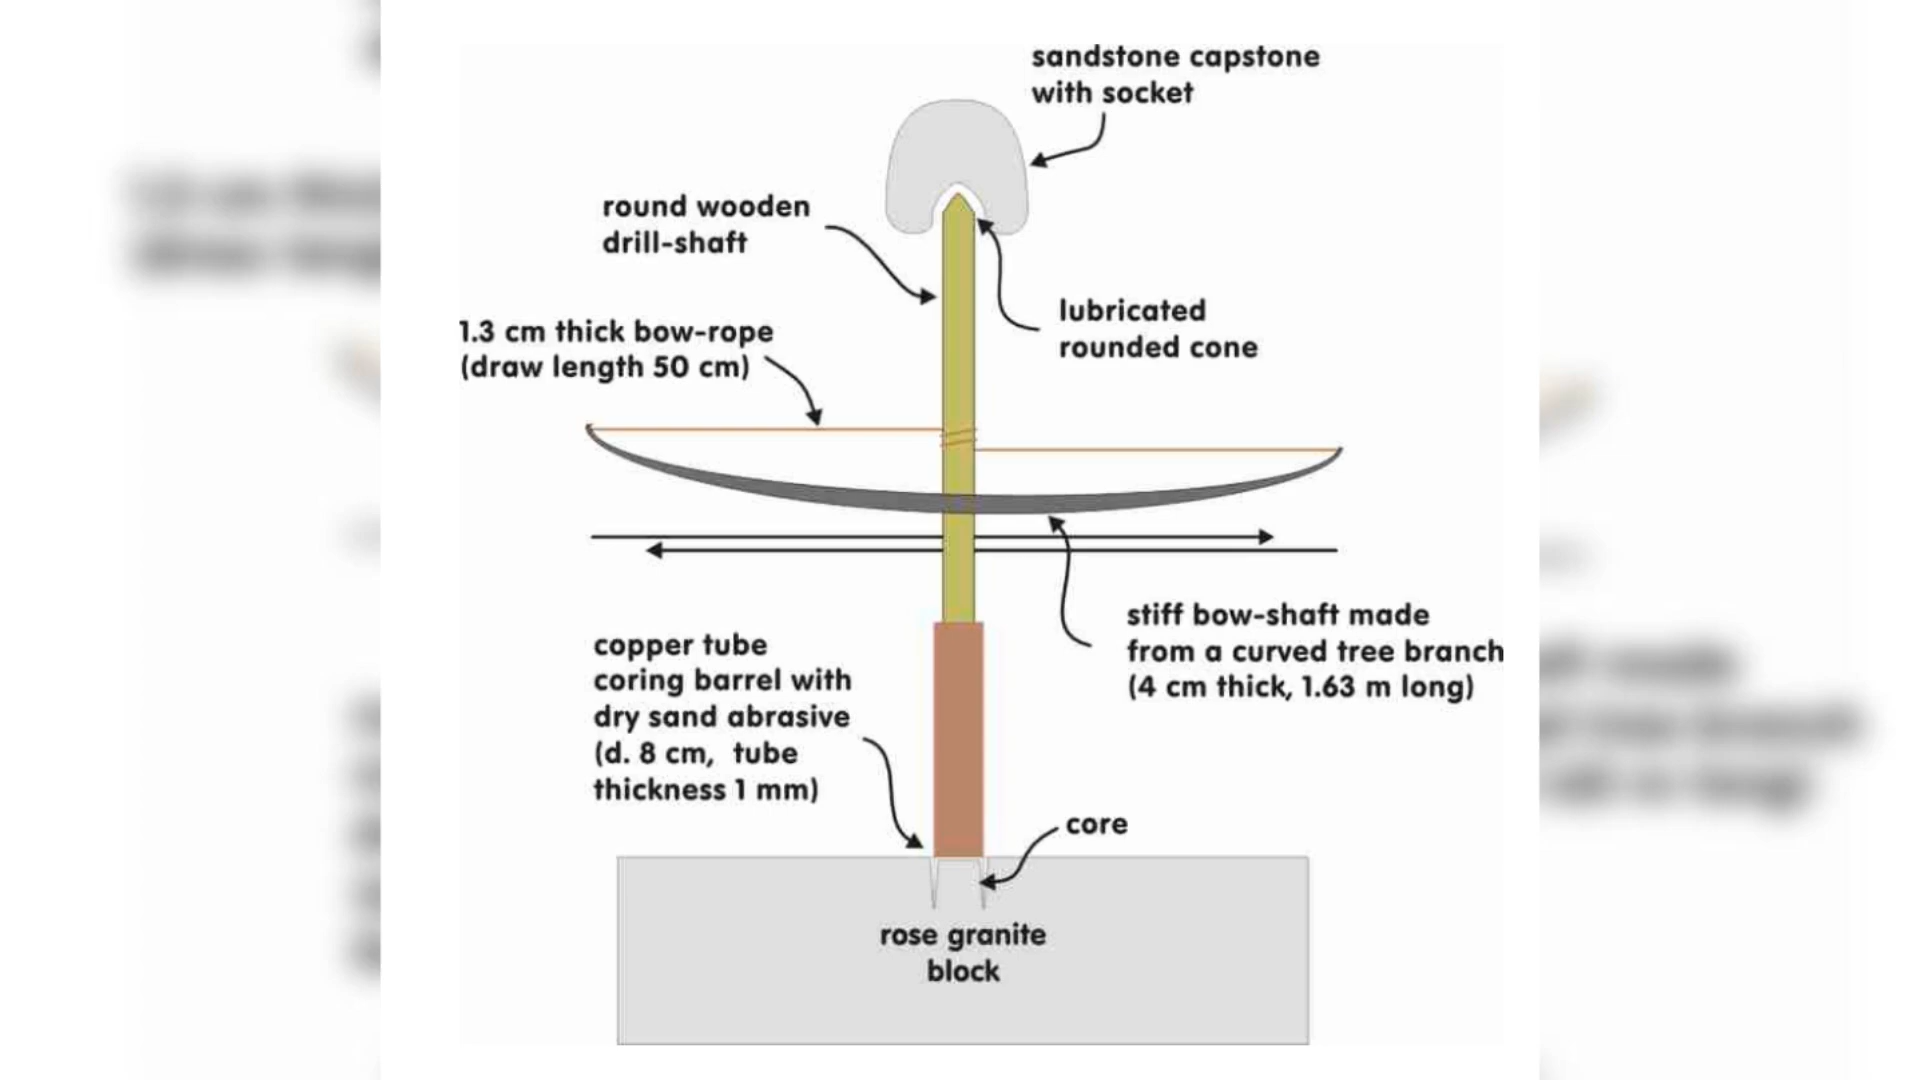 sandstone capstone
with socket
round wooden
drill-shaft
lubricated
rounded cone
1.3 cm thick bow-rope
(draw length 50 cm)
stiff bow-shaft made
from a curved tree branch
(4 cm thick, 1.63 m long)
copper tube
coring barrel with
dry sand abrasive
(d. 8 cm, tube
thickness 1 mm)
core
rose granite
block